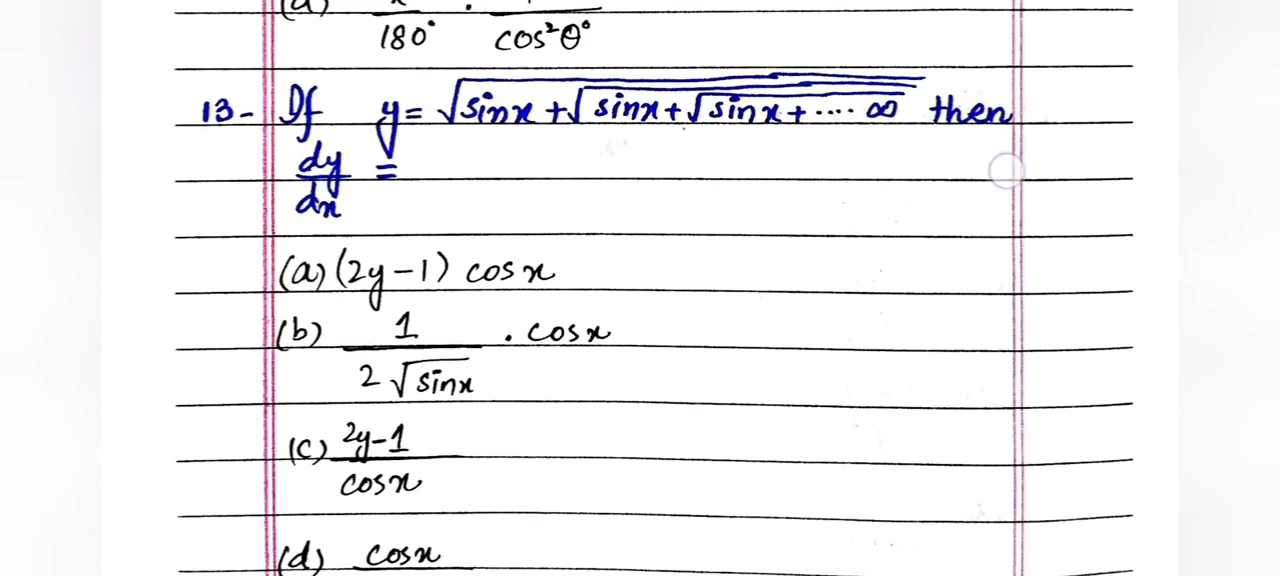 180° cos²θ°
13- If y = √sinx + √sinx + √sinx + .... ∞ then
dy/dx =
(a) (2y-1) cosx
(b) 1/2√sinx . cosx
(c) 2y-1/cosx
(d) cosx